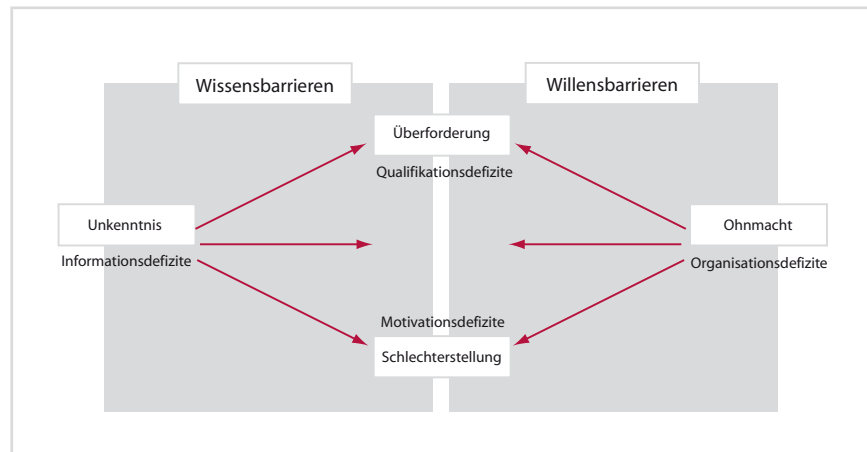 Wissensbarrieren
Willensbarrieren
Überforderung
Qualifikationsdefizite
Unkenntnis
Ohnmacht
Informationsdefizite
Organisationsdefizite
Motivationsdefizite
Schlechterstellung